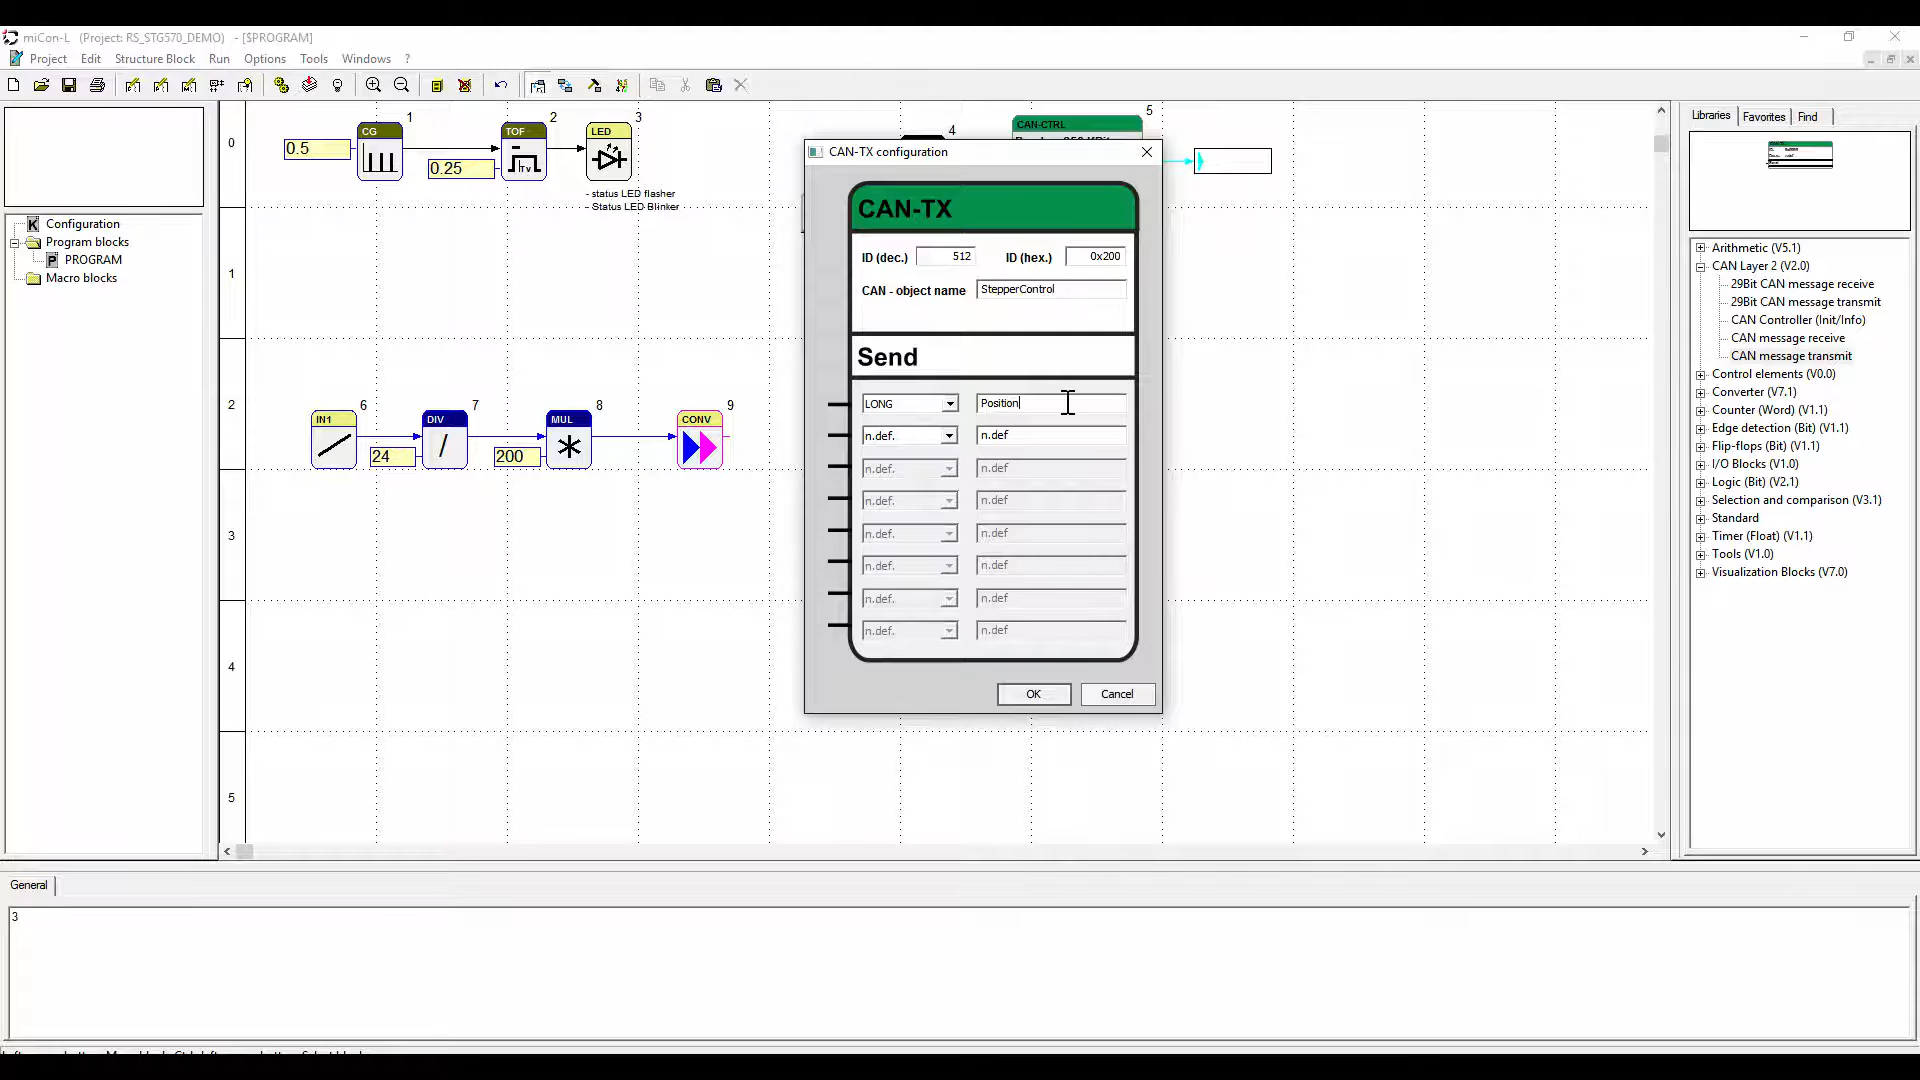 miCon-L (Project: RS_STG570_DEMO) - [$PROGRAM]
Project Edit Structure Block Run Options Tools Windows ?
Configuration
Program blocks
PROGRAM
Macro blocks
0
1
2
3
4
5
0.5
CG
1
0.25
TOF
TV
2
LED
3
- status LED flasher
- Status LED Blinker
4
CAN-CTRL
5
IN1
6
24
DIV
/
7
200
MUL
*
8
CONV
9
CAN-TX configuration
CAN-TX
ID (dec.) 512 ID (hex.) 0x200
CAN - object name StepperControl
Send
LONG Position
n.def. n.def
n.def. n.def
n.def. n.def
n.def. n.def
n.def. n.def
n.def. n.def
n.def. n.def
OK Cancel
Libraries Favorites Find
Arithmetic (V5.1)
CAN Layer 2 (V2.0)
29Bit CAN message receive
29Bit CAN message transmit
CAN Controller (Init/Info)
CAN message receive
CAN message transmit
Control elements (V0.0)
Converter (V7.1)
Counter (Word) (V1.1)
Edge detection (Bit) (V1.1)
Flip-flops (Bit) (V1.1)
I/O Blocks (V1.0)
Logic (Bit) (V2.1)
Selection and comparison (V3.1)
Standard
Timer (Float) (V1.1)
Tools (V1.0)
Visualization Blocks (V7.0)
General
3